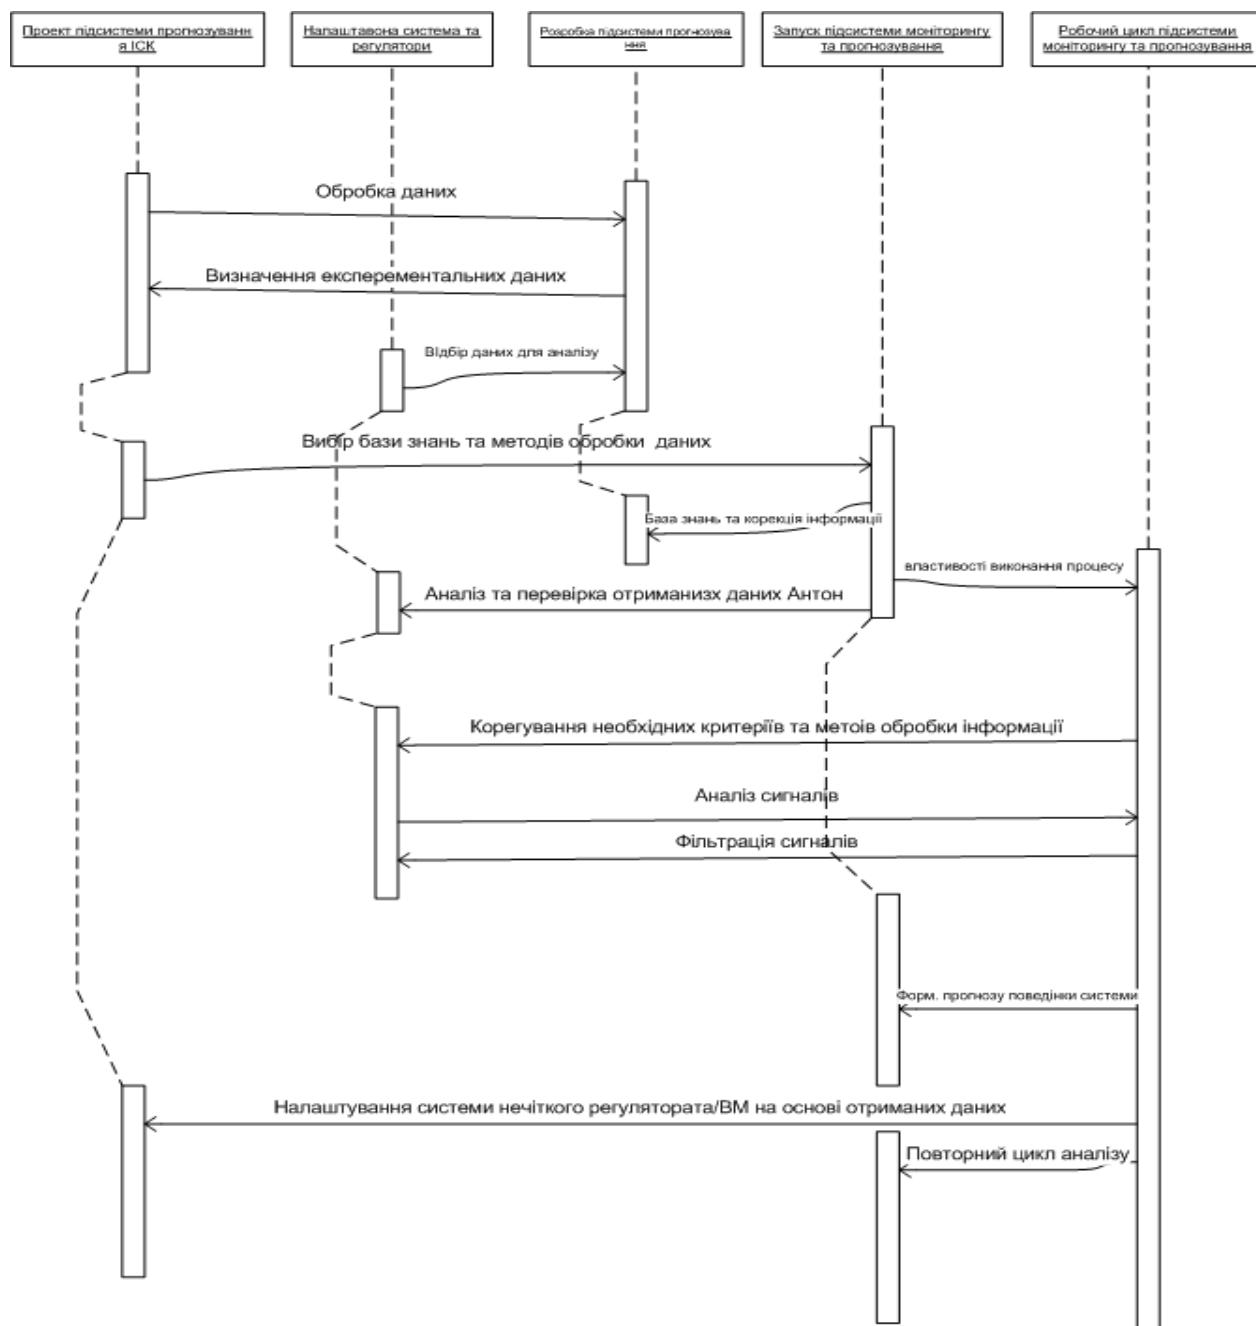 Проект підсистеми прогнозуванн
я ІСК
Налаштавона система та
регулятори
Розробка підсистеми прогнозува
ння
Запуск підсистеми моніторингу
та прогнозування
Робочий цикл підсистеми
моніторингу та прогнозування
Обробка даних
Визначення експерементальних даних
Відбір даних для аналізу
Вибір бази знань та методів обробки даних
База знань та корекція інформації
властивості виконання процесу
Аналіз та перевірка отриманизх даних Антон
Корегування необхідних критеріїв та метоів обробки інформації
Аналіз сигналів
Фільтрація сигналів
Форм. прогнозу поведінки системи
Налаштування системи нечіткого регулятората/ВМ на основі отриманих даних
Повторний цикл аналізу